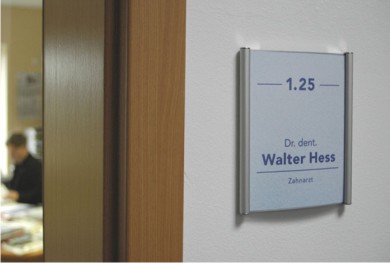 1.25
Dr. dent.
Walter Hess
Zahnarzt